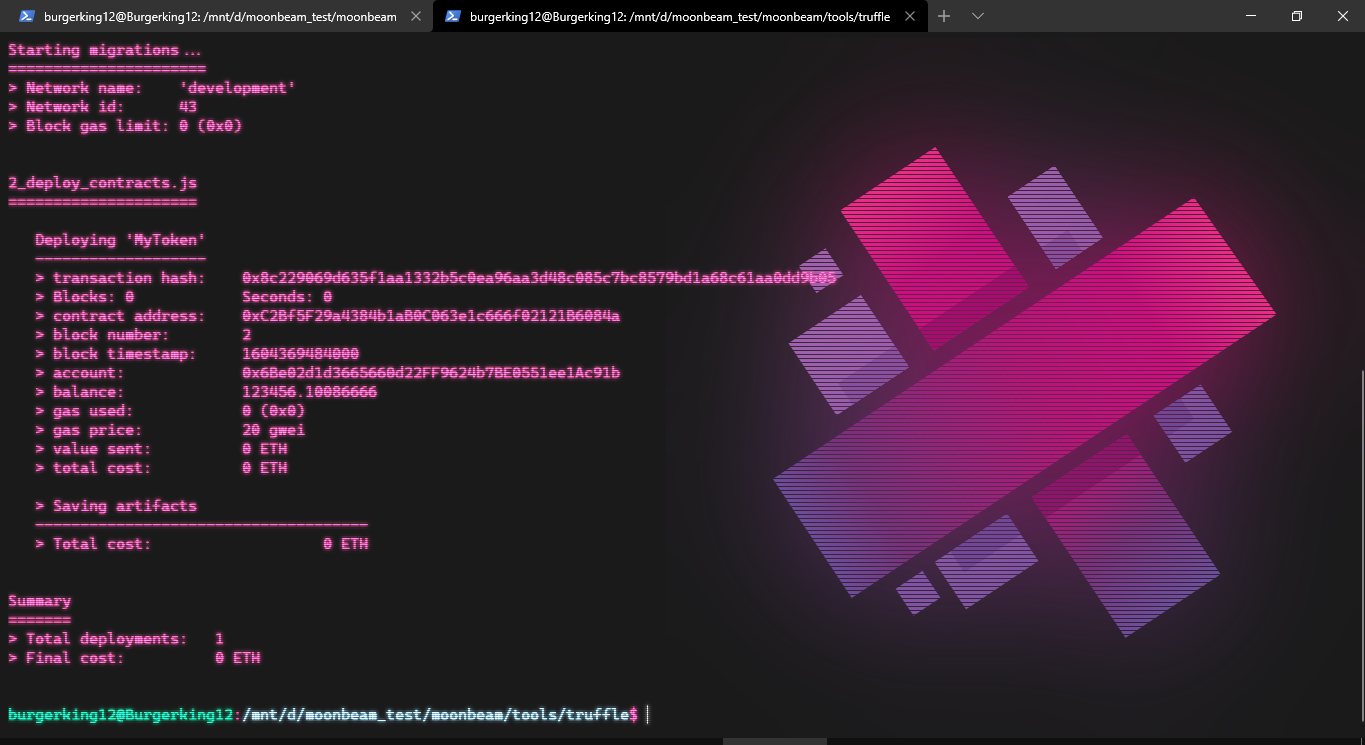 burgerking12@Burgerking12: /mnt/d/moonbeam_test/moonbeam
burgerking12@Burgerking12: /mnt/d/moonbeam_test/moonbeam/tools/truffle
Starting migrations...
======================
> Network name:    'development'
> Network id:      43
> Block gas limit: 0 (0x0)
2_deploy_contracts.js
=====================
Deploying 'MyToken'
-------------------
> transaction hash:    0x8c229069d635f1aa1332b5c0ea96aa3d48c085c7bc8579bd1a68c61aa0dd9b05
> Blocks: 0            Seconds: 0
> contract address:    0xC2Bf5F29a4384b1aB0C063e1c666f02121B6084a
> block number:        2
> block timestamp:     1604369484000
> account:             0x6Be02d1d3665660d22FF9624b7BE0551ee1Ac91b
> balance:             123456.10086666
> gas used:            0 (0x0)
> gas price:           20 gwei
> value sent:          0 ETH
> total cost:          0 ETH
> Saving artifacts
-------------------------------------
> Total cost:                   0 ETH
Summary
=======
> Total deployments:   1
> Final cost:          0 ETH
burgerking12@Burgerking12:/mnt/d/moonbeam_test/moonbeam/tools/truffle$